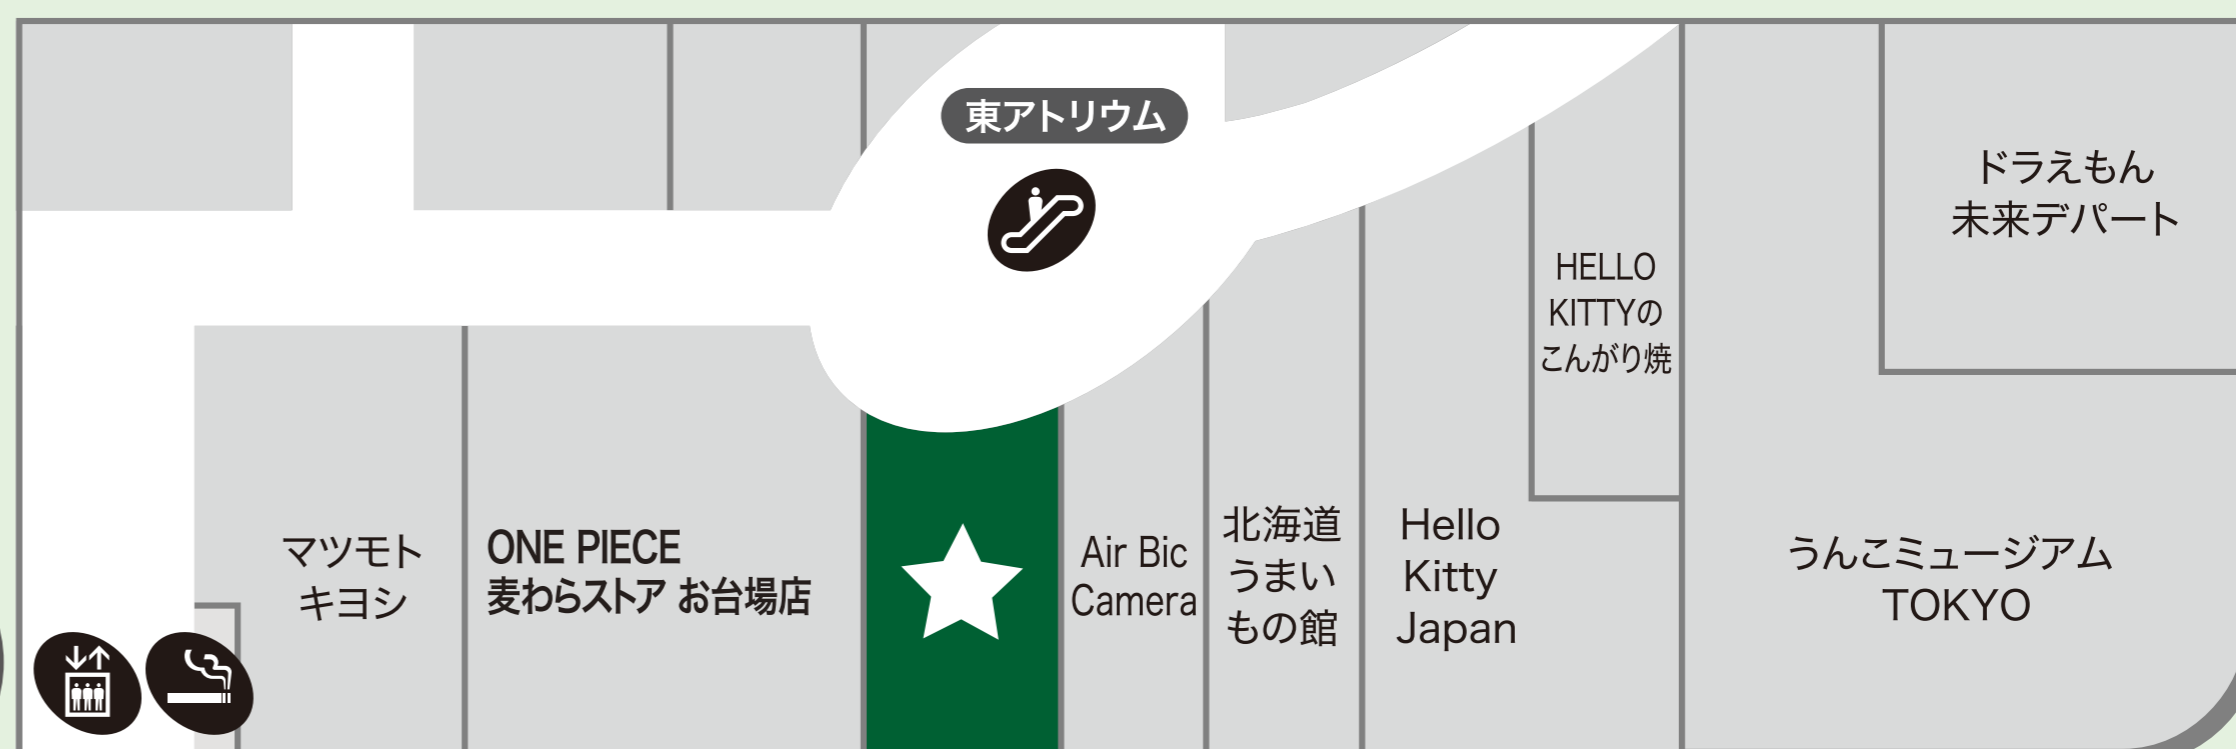 東アトリウム
ドラえもん
未来デパート
HELLO
KITTYの
こんがり焼
マツモト
キヨシ
ONE PIECE
麦わらストア お台場店
Air Bic
Camera
北海道
うまい
もの館
Hello
Kitty
Japan
うんこミュージアム
TOKYO